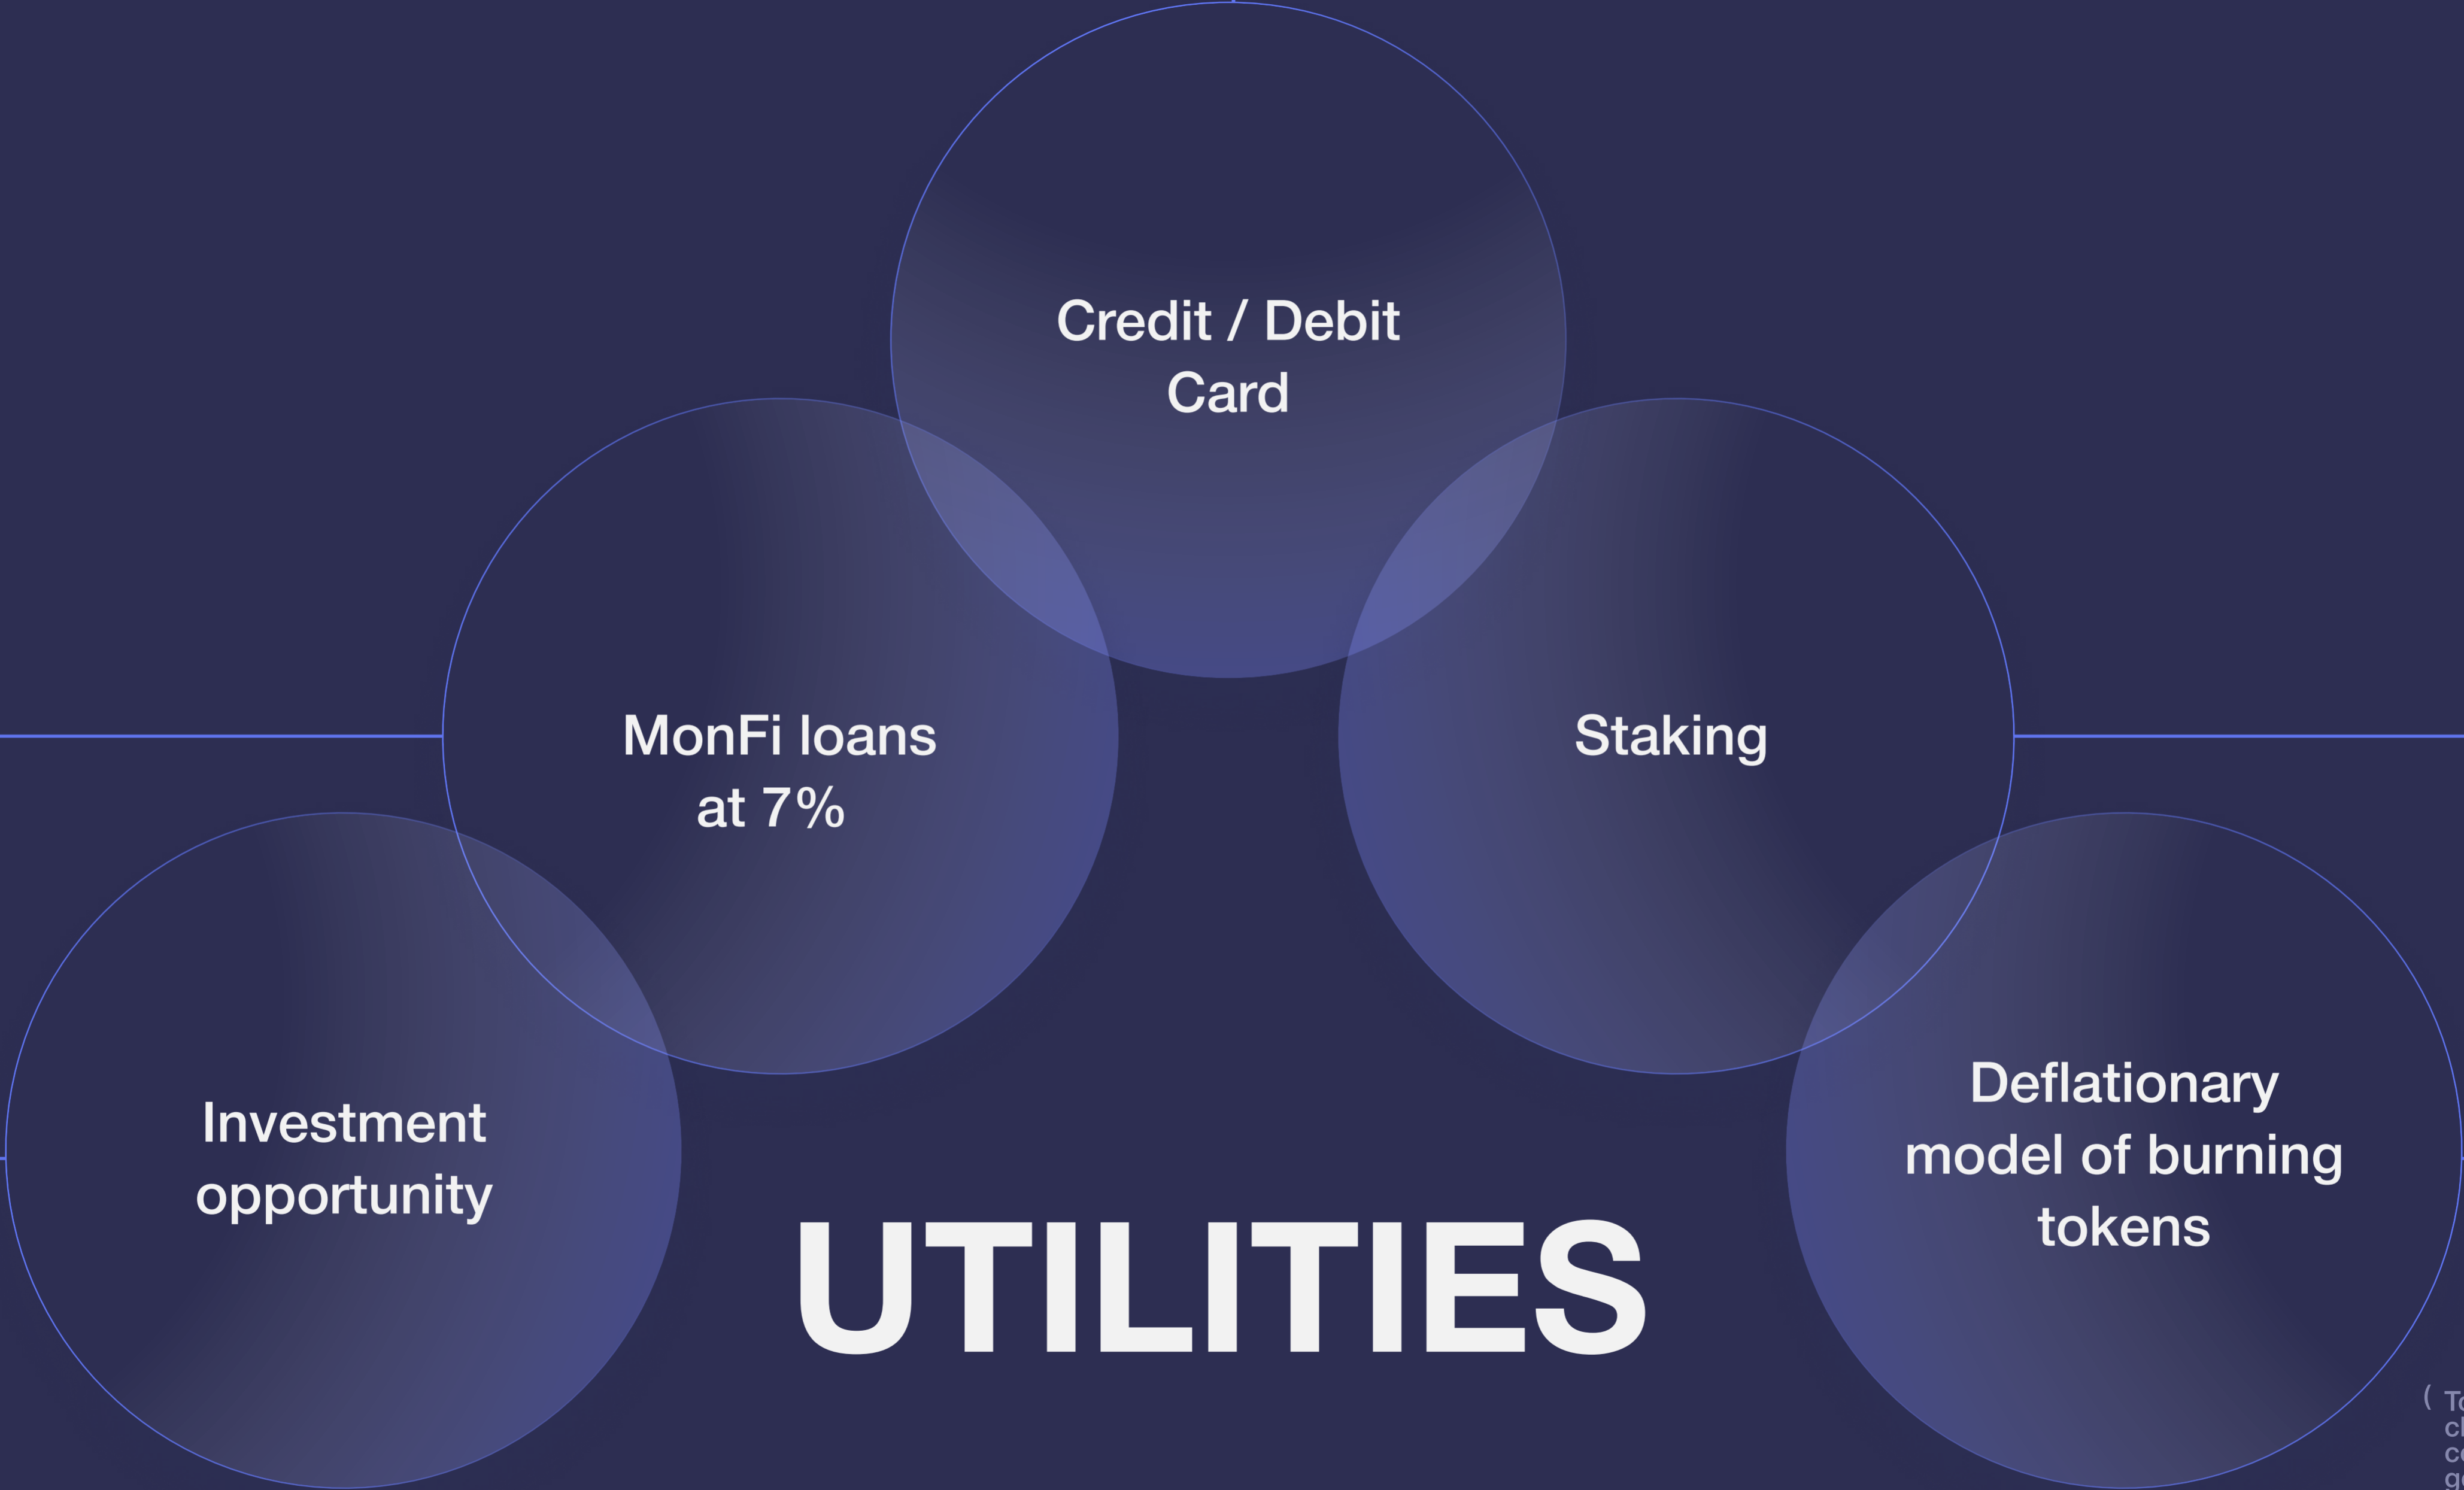 Credit / Debit
Card
MonFi loans
at 7%
Staking
Investment
opportunity
Deflationary
model of burning
tokens
UTILITIES
(